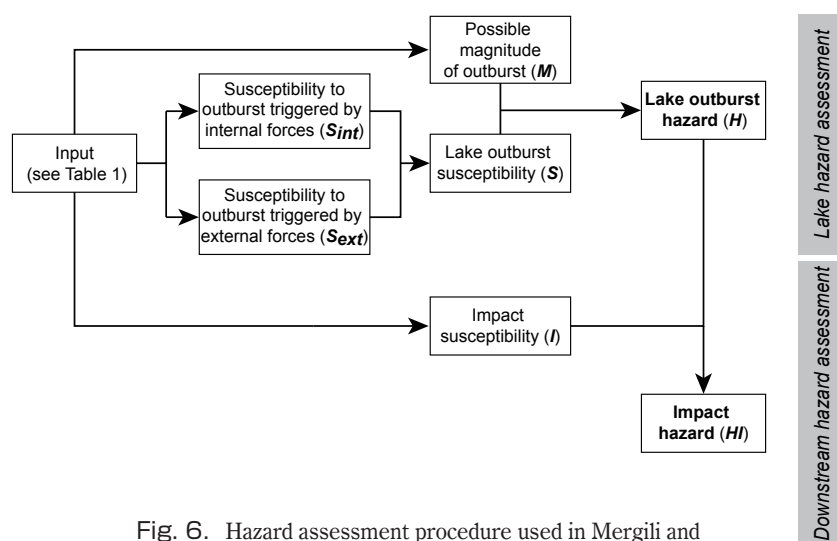 Possible
magnitude
of outburst (M)
Susceptibility to
outburst triggered by
internal forces (Sint)
Lake outburst
hazard (H)
Input
(see Table 1)
Lake outburst
susceptibility (S)
Susceptibility to
outburst triggered by
external forces (Sext)
Impact
susceptibility (I)
Impact
hazard (HI)
Lake hazard assessment
Downstream hazard assessment
Fig. 6. Hazard assessment procedure used in Mergili and